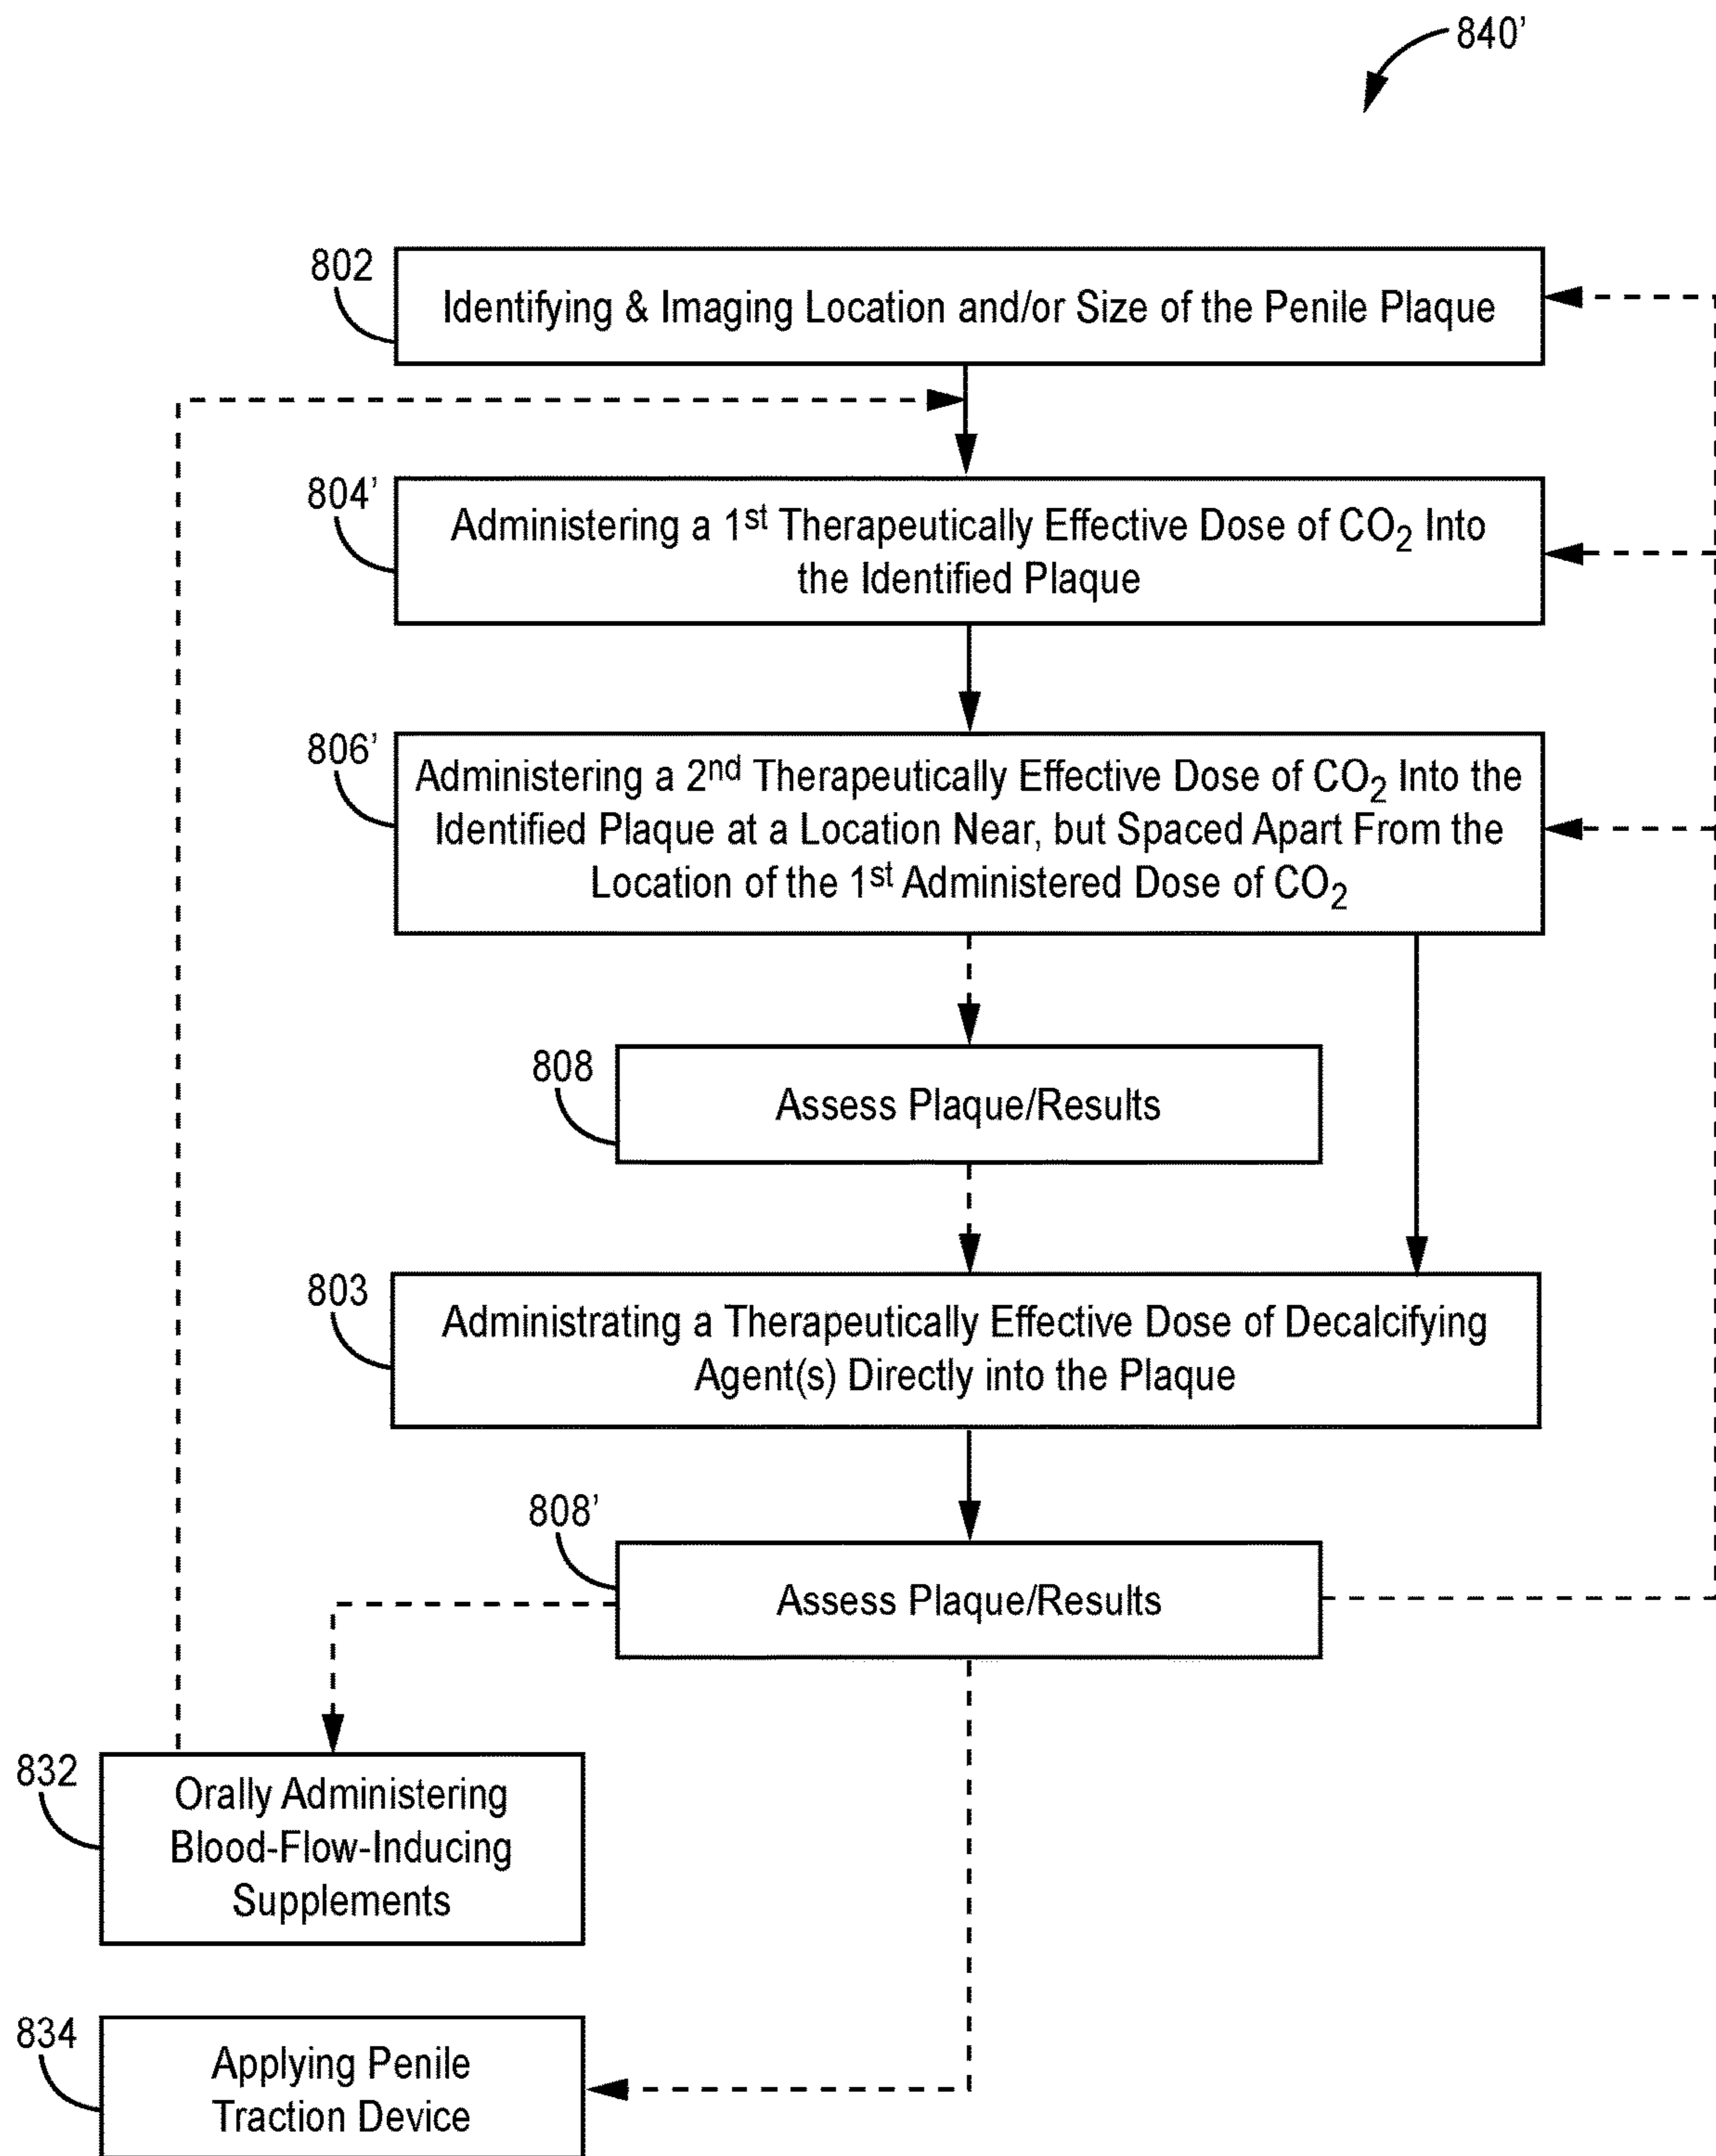 840’
802
Identifying & Imaging Location and/or Size of the Penile Plaque
804’
Administering a 1st Therapeutically Effective Dose of CO2 Into
the Identified Plaque
806’
Administering a 2nd Therapeutically Effective Dose of CO2 Into the
Identified Plaque at a Location Near, but Spaced Apart From the
Location of the 1st Administered Dose of CO2
808
Assess Plaque/Results
803
Administrating a Therapeutically Effective Dose of Decalcifying
Agent(s) Directly into the Plaque
808’
Assess Plaque/Results
832
Orally Administering
Blood-Flow-Inducing
Supplements
834
Applying Penile
Traction Device